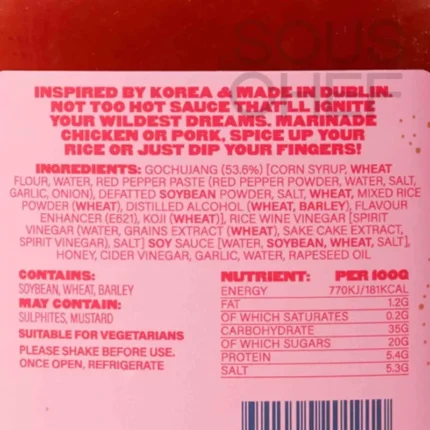 SOUS
CHEF
INSPIRED BY KOREA & MADE IN DUBLIN.
NOT TOO HOT SAUCE THAT'LL IGNITE
YOUR WILDEST DREAMS. MARINADE
CHICKEN OR PORK, SPICE UP YOUR
RICE OR JUST DIP YOUR FINGERS!
INGREDIENTS: GOCHUJANG (53.6%) [CORN SYRUP, WHEAT
FLOUR, WATER, RED PEPPER PASTE (RED PEPPER POWDER, WATER, SALT,
GARLIC, ONION), DEFATTED SOYBEAN POWDER, SALT, WHEAT, MIXED RICE
POWDER (WHEAT), DISTILLED ALCOHOL (WHEAT, BARLEY), FLAVOUR
ENHANCER (E621), KOJI (WHEAT)], RICE WINE VINEGAR [SPIRIT
VINEGAR (WATER, GRAINS EXTRACT (WHEAT), SAKE CAKE EXTRACT,
SPIRIT VINEGAR), SALT] SOY SAUCE [WATER, SOYBEAN, WHEAT, SALT],
HONEY, CIDER VINEGAR, GARLIC, WATER, RAPESEED OIL
CONTAINS:
SOYBEAN, WHEAT, BARLEY
MAY CONTAIN:
SULPHITES, MUSTARD
SUITABLE FOR VEGETARIANS
PLEASE SHAKE BEFORE USE.
ONCE OPEN, REFRIGERATE
NUTRIENT: PER 100G
ENERGY 770KJ/181KCAL
FAT 1.2G
OF WHICH SATURATES 0.2G
CARBOHYDRATE 35G
OF WHICH SUGARS 20G
PROTEIN 5.4G
SALT 5.3G